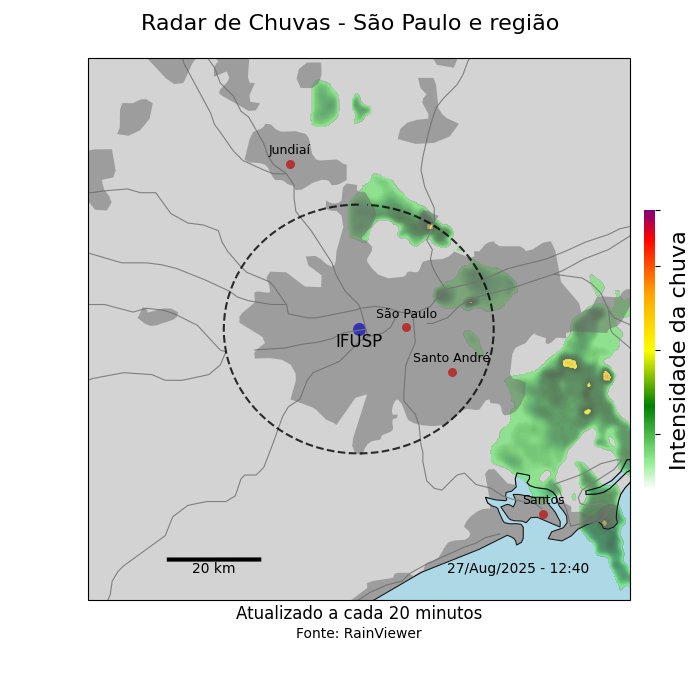 Radar de Chuvas - São Paulo e região
Jundiaí
São Paulo
IFUSP
Santo André
Santos
20 km
27/Aug/2025 - 12:40
Intensidade da chuva
Atualizado a cada 20 minutos
Fonte: RainViewer